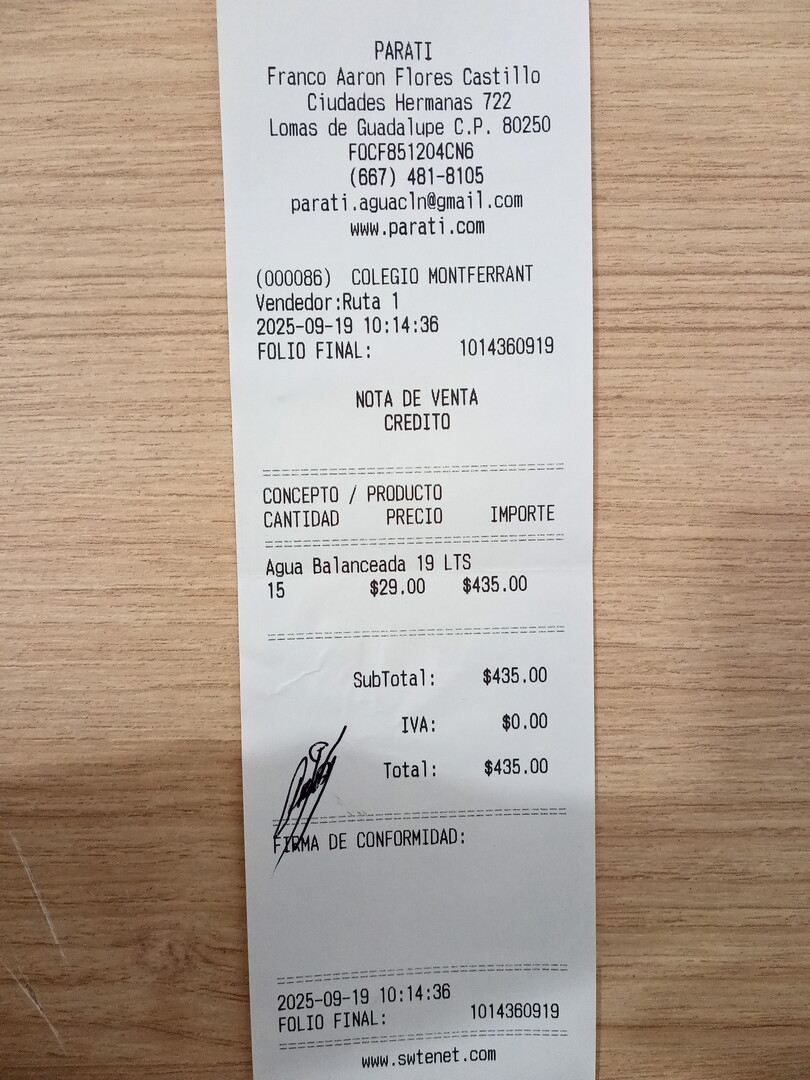 PARATI
Franco Aaron Flores Castillo
Ciudades Hermanas 722
Lomas de Guadalupe C.P. 80250
FOCF851204CN6
(667) 481-8105
parati.aguacln@gmail.com
www.parati.com
(000086) COLEGIO MONTFERRANT
Vendedor:Ruta 1
2025-09-19 10:14:36
FOLIO FINAL: 1014360919
NOTA DE VENTA
CREDITO
CONCEPTO / PRODUCTO
CANTIDAD PRECIO IMPORTE
Agua Balanceada 19 LTS
15 $29.00 $435.00
SubTotal: $435.00
IVA: $0.00
Total: $435.00
FIRMA DE CONFORMIDAD:
2025-09-19 10:14:36
FOLIO FINAL: 1014360919
www.swtenet.com